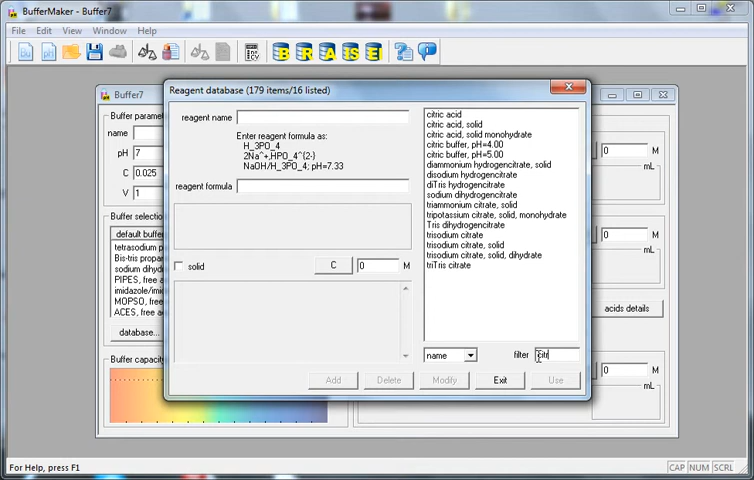 BufferMaker - Buffer7
File Edit View Window Help
Reagent database (179 items/16 listed)
Buffer7
Buffer param
name
pH 7
C 0.025
V 1
Buffer selectio
default buffer
tetrasodium p
Bis-tris propa
sodium dihyd
PIPES, free a
imidazole/imid
MOPSO, free
ACES, free a
database...
Buffer capacity
reagent name
Enter reagent formula as:
H_3PO_4
2Na^+,HPO_4^{2-}
NaOH/H_3PO_4; pH=7.33
reagent formula
solid
C
0
M
citric acid
citric acid, solid
citric acid, solid monohydrate
citric buffer, pH=4.00
citric buffer, pH=5.00
diammonium hydrogencitrate, solid
disodium hydrogencitrate
diTris hydrogencitrate
sodium dihydrogencitrate
triammonium citrate, solid
tripotassium citrate, solid, monohydrate
Tris dihydrogencitrate
trisodium citrate
trisodium citrate, solid
trisodium citrate, solid, dihydrate
triTris citrate
name
filter
citr
Add Delete Modify Exit Use
0
mL
0
mL
acids details
0
mL
For Help, press F1
CAP NUM SCRL